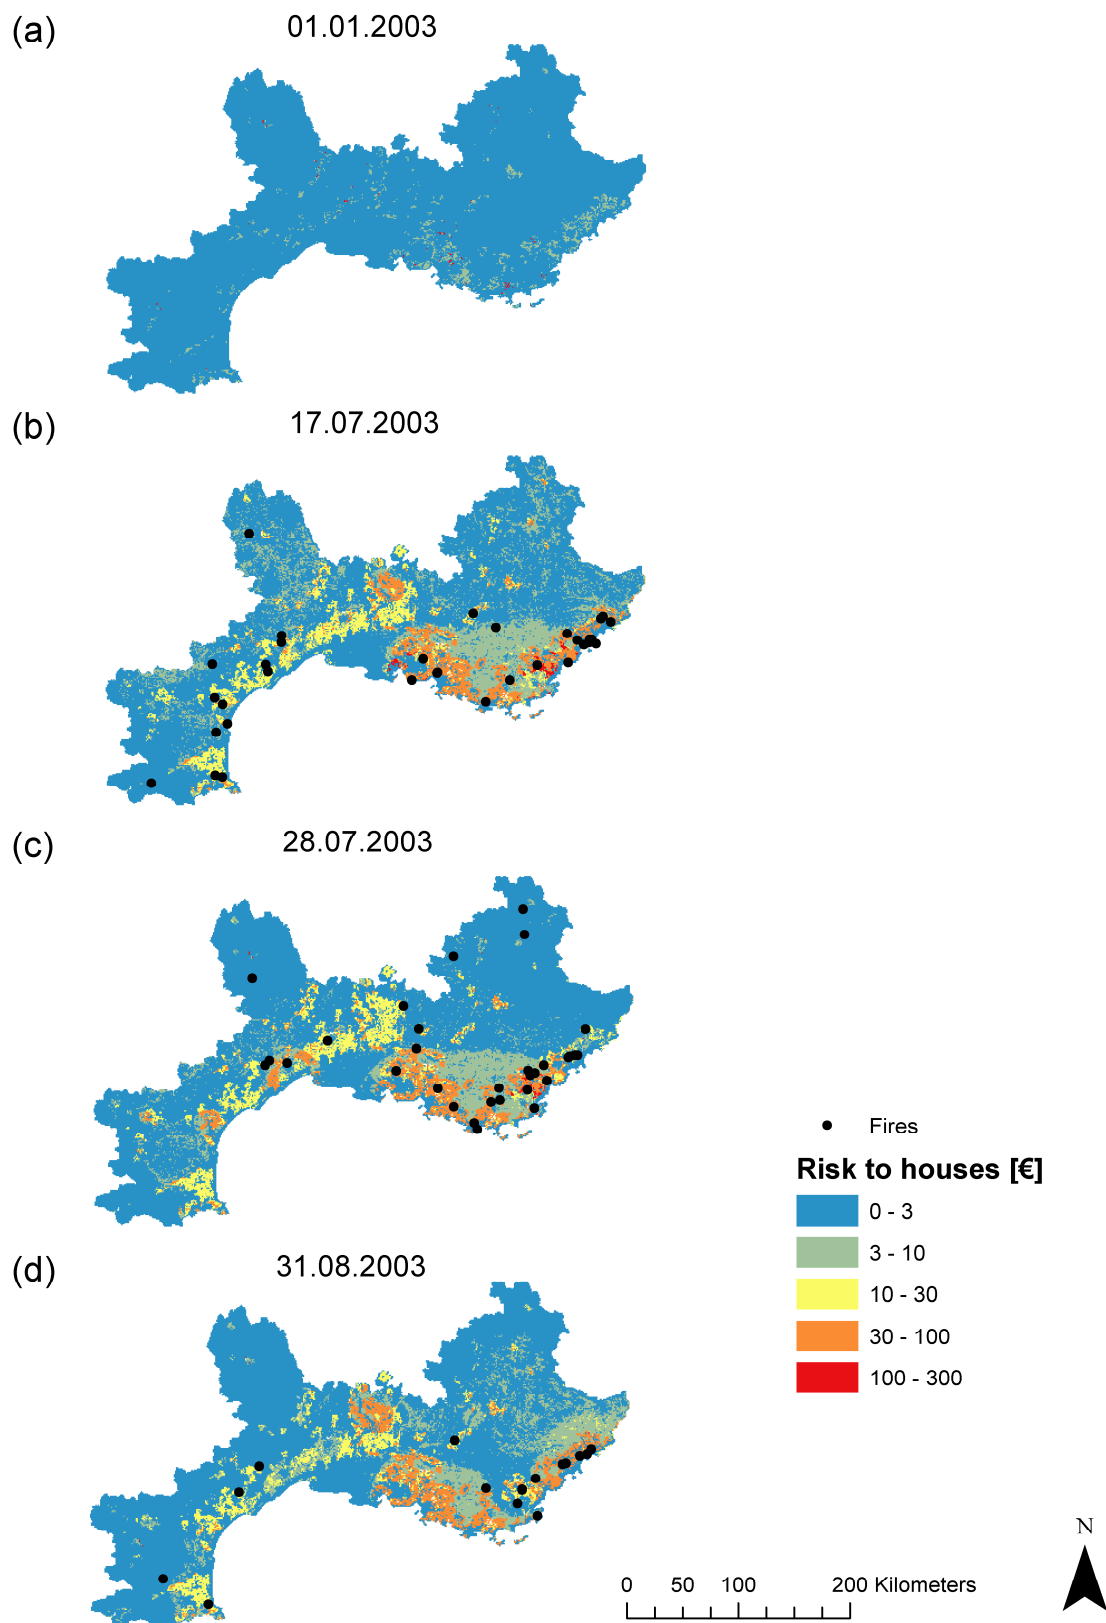 (a)
01.01.2003
(b)
17.07.2003
(c)
28.07.2003
Fires
Risk to houses [€]
0 - 3
3 - 10
10 - 30
30 - 100
100 - 300
(d)
31.08.2003
N
0 50 100 200 Kilometers